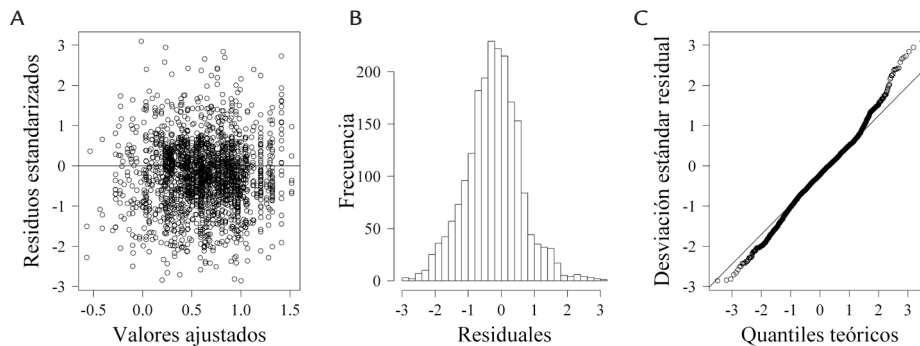 A
Residuos estandarizados
3
2
1
0
-1
-2
-3
-0.5 0.0 0.5 1.0 1.5
Valores ajustados
B
Frecuencia
200
150
100
50
0
-3 -2 -1 0 1 2 3
Residuales
C
Desviación estándar residual
3
2
1
0
-1
-2
-3
-3 -2 -1 0 1 2 3
Quantiles teóricos